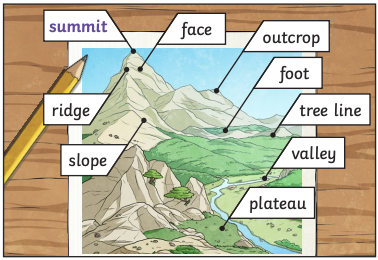 summit
face
outcrop
foot
ridge
tree line
slope
valley
plateau